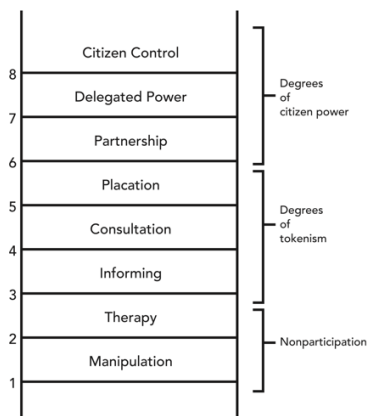 Citizen Control
8
Delegated Power
7
Partnership
6
Placation
5
Consultation
4
Informing
3
Therapy
2
Manipulation
1
Degrees
of
citizen power
Degrees
of
tokenism
Nonparticipation